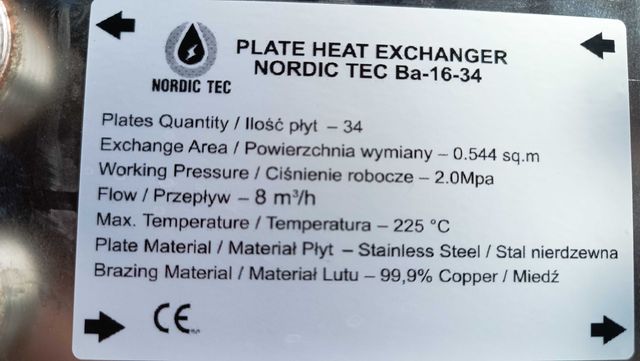 PLATE HEAT EXCHANGER
NORDIC TEC Ba-16-34
NORDIC TEC
Plates Quantity / Ilość płyt – 34
Exchange Area / Powierzchnia wymiany – 0.544 sq.m
Working Pressure / Ciśnienie robocze – 2.0Mpa
Flow / Przepływ – 8 m³/h
Max. Temperature / Temperatura – 225 °C
Plate Material / Materiał Płyt – Stainless Steel / Stal nierdzewna
Brazing Material / Materiał Lutu – 99,9% Copper / Miedź
CE